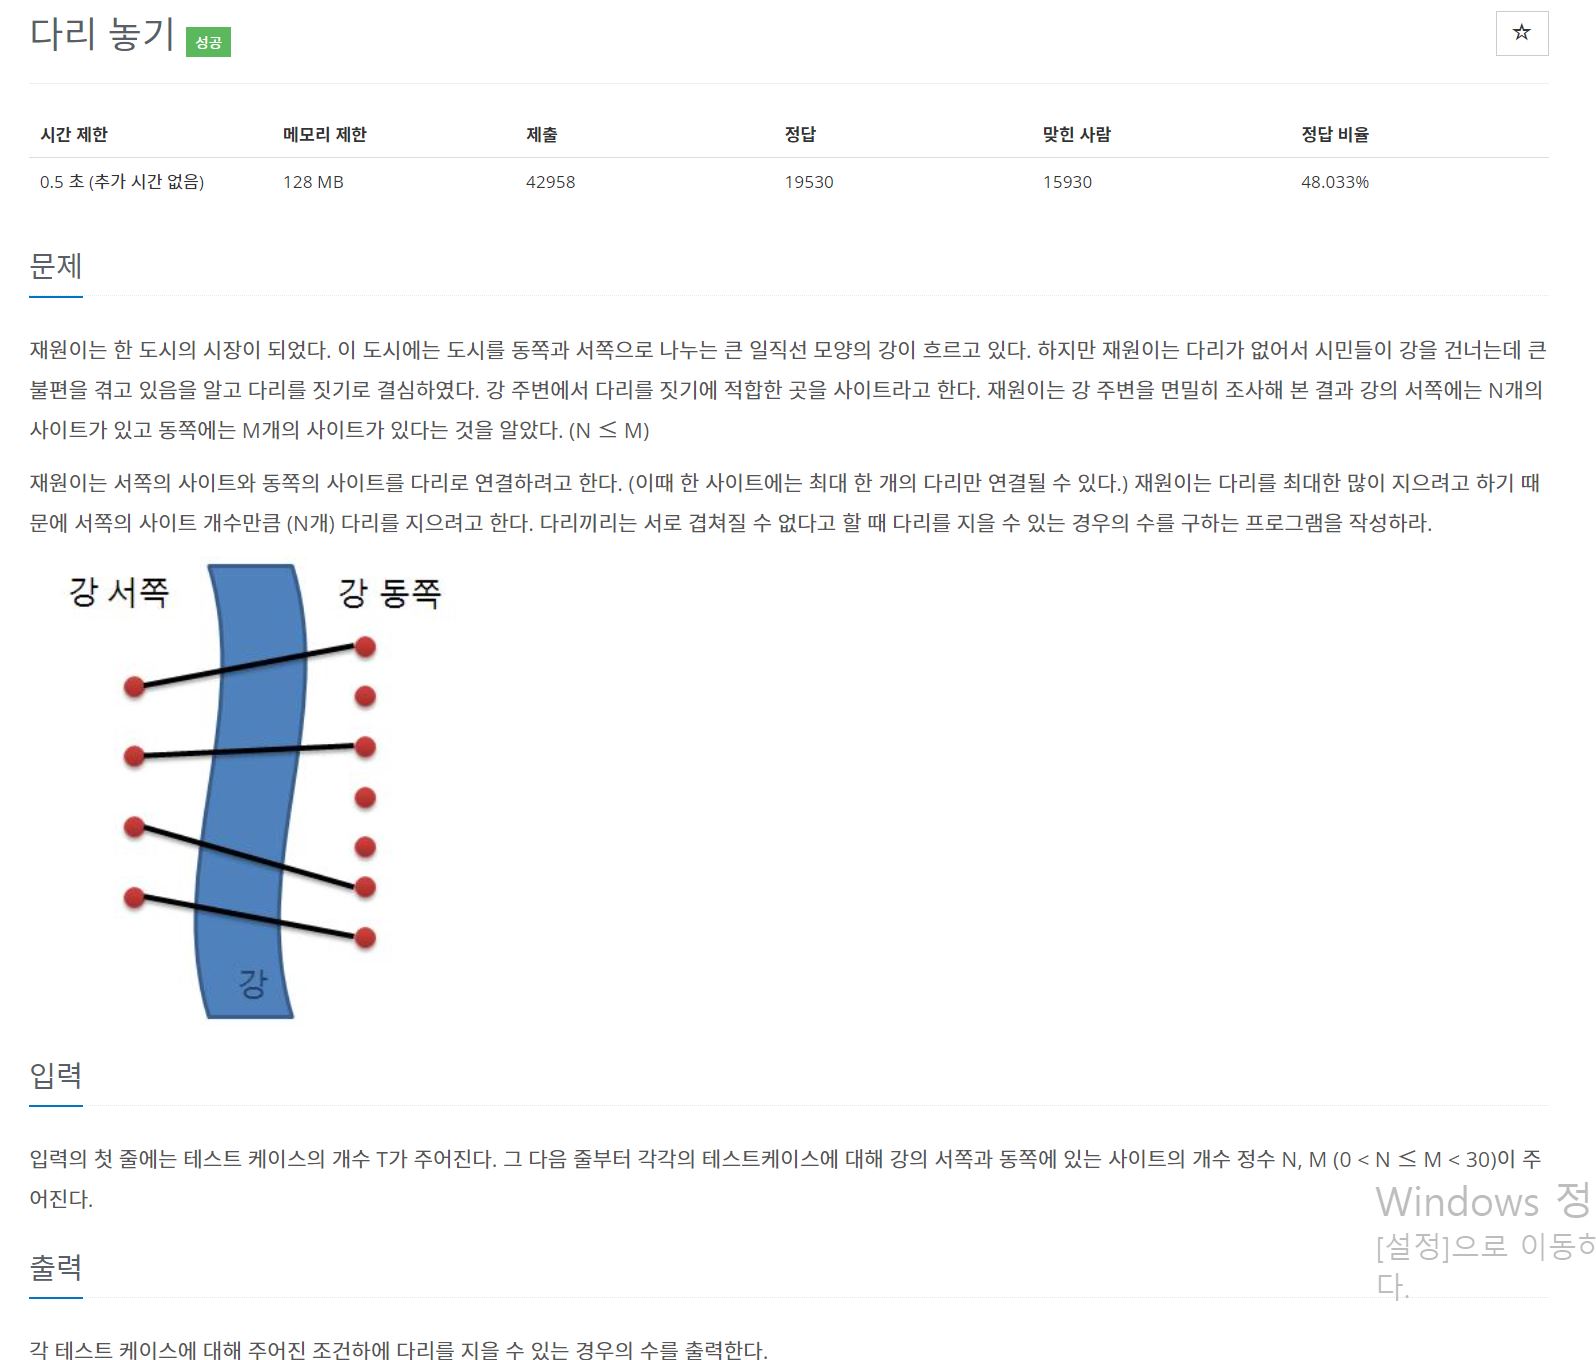 다리 놓기 성공
☆
시간 제한 메모리 제한 제출 정답 맞힌 사람 정답 비율
0.5 초 (추가 시간 없음) 128 MB 42958 19530 15930 48.033%
문제
재원이는 한 도시의 시장이 되었다. 이 도시에는 도시를 동쪽과 서쪽으로 나누는 큰 일직선 모양의 강이 흐르고 있다. 하지만 재원이는 다리가 없어서 시민들이 강을 건너는데 큰
불편을 겪고 있음을 알고 다리를 짓기로 결심하였다. 강 주변에서 다리를 짓기에 적합한 곳을 사이트라고 한다. 재원이는 강 주변을 면밀히 조사해 본 결과 강의 서쪽에는 N개의
사이트가 있고 동쪽에는 M개의 사이트가 있다는 것을 알았다. (N ≤ M)
재원이는 서쪽의 사이트와 동쪽의 사이트를 다리로 연결하려고 한다. (이때 한 사이트에는 최대 한 개의 다리만 연결될 수 있다.) 재원이는 다리를 최대한 많이 지으려고 하기 때
문에 서쪽의 사이트 개수만큼 (N개) 다리를 지으려고 한다. 다리끼리는 서로 겹쳐질 수 없다고 할 때 다리를 지을 수 있는 경우의 수를 구하는 프로그램을 작성하라.
강 서쪽 강 동쪽
강
입력
입력의 첫 줄에는 테스트 케이스의 개수 T가 주어진다. 그 다음 줄부터 각각의 테스트케이스에 대해 강의 서쪽과 동쪽에 있는 사이트의 개수 정수 N, M (0 < N ≤ M < 30)이 주
어진다.
Windows 정
[설정]으로 이동하
다.
출력
각 테스트 케이스에 대해 주어진 조건하에 다리를 지을 수 있는 경우의 수를 출력한다.